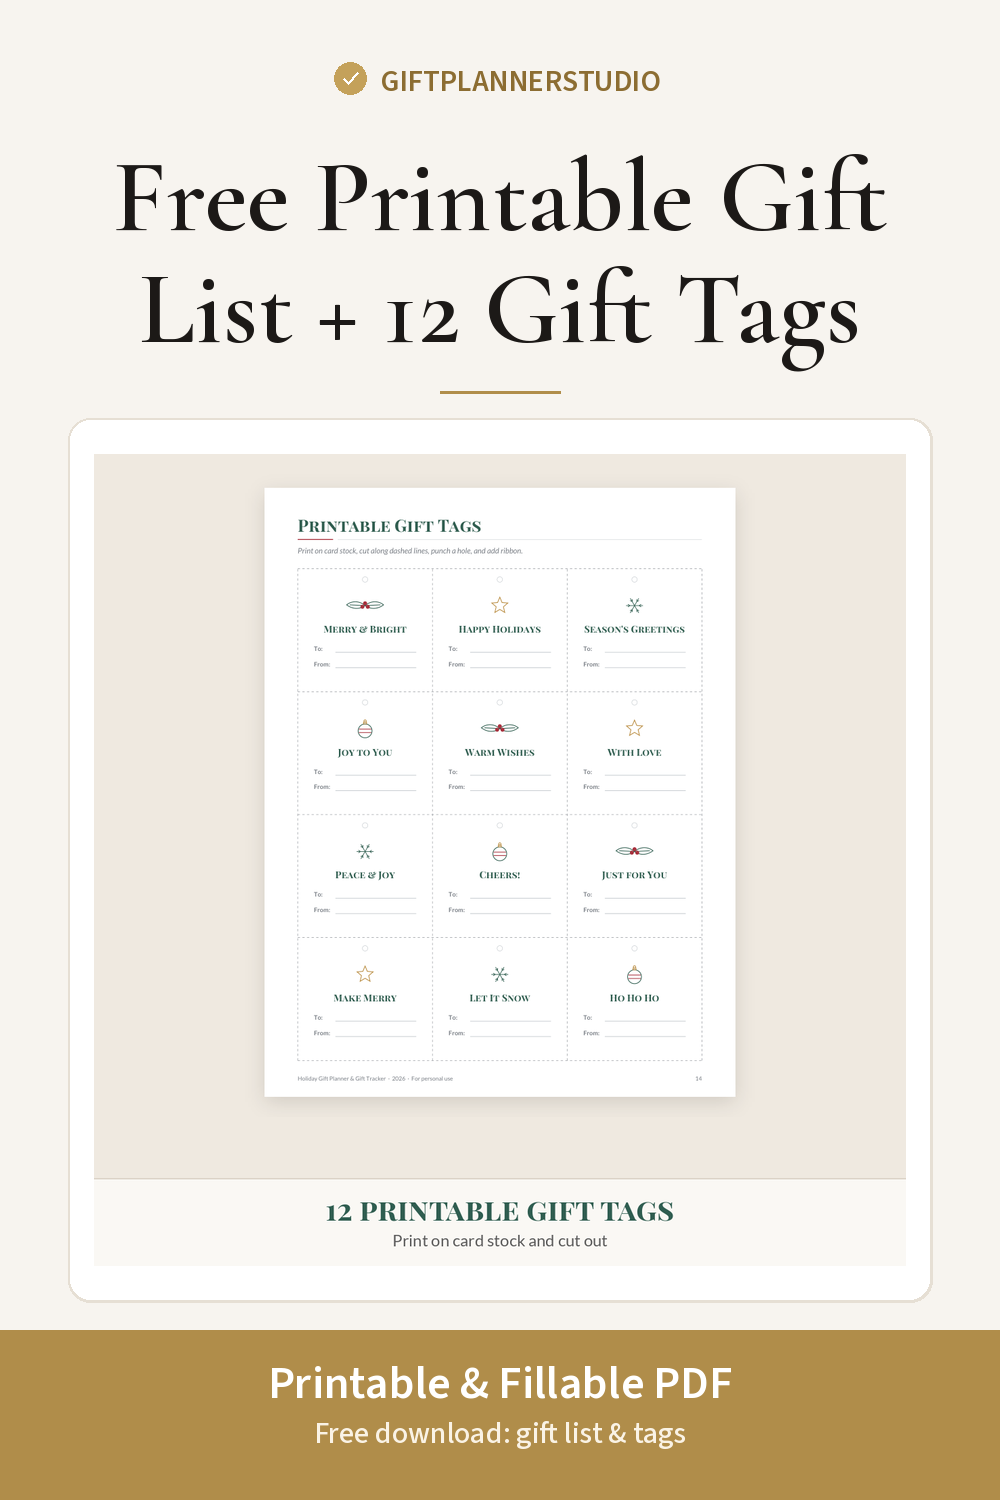 GIFTPLANNERSTUDIO
Free Printable Gift
List + 12 Gift Tags
Printable Gift Tags
Print on card stock, cut along dashed lines, punch a hole, and add ribbon.
Merry & Bright
To:
From:
Happy Holidays
To:
From:
Season's Greetings
To:
From:
Joy to You
To:
From:
Warm Wishes
To:
From:
With Love
To:
From:
Peace & Joy
To:
From:
Cheers!
To:
From:
Just for You
To:
From:
Make Merry
To:
From:
Let It Snow
To:
From:
Ho Ho Ho
To:
From:
Holiday Gift Planner & Gift Tracker · 2026 · For personal use
14
12 PRINTABLE GIFT TAGS
Print on card stock and cut out
Printable & Fillable PDF
Free download: gift list & tags